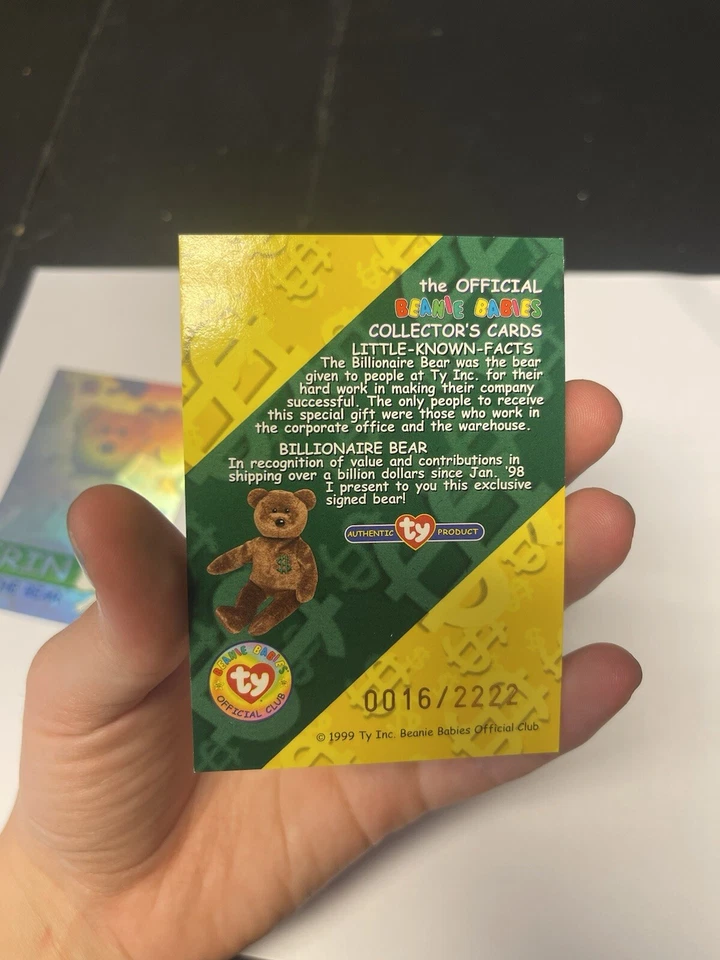 the OFFICIAL
BEANIE BABIES
COLLECTOR'S CARDS
LITTLE-KNOWN-FACTS
The Billionaire Bear was the bear
given to people at Ty Inc. for their
hard work in making their company
successful. The only people to receive
this special gift were those who work in
the corporate office and the warehouse.
BILLIONAIRE BEAR
In recognition of value and contributions in
shipping over a billion dollars since Jan. '98
I present to you this exclusive
signed bear!
AUTHENTIC ty PRODUCT
BEANIE BABIES
ty
OFFICIAL CLUB
0016/2222
© 1999 Ty Inc. Beanie Babies Official Club
RIN
BEAR